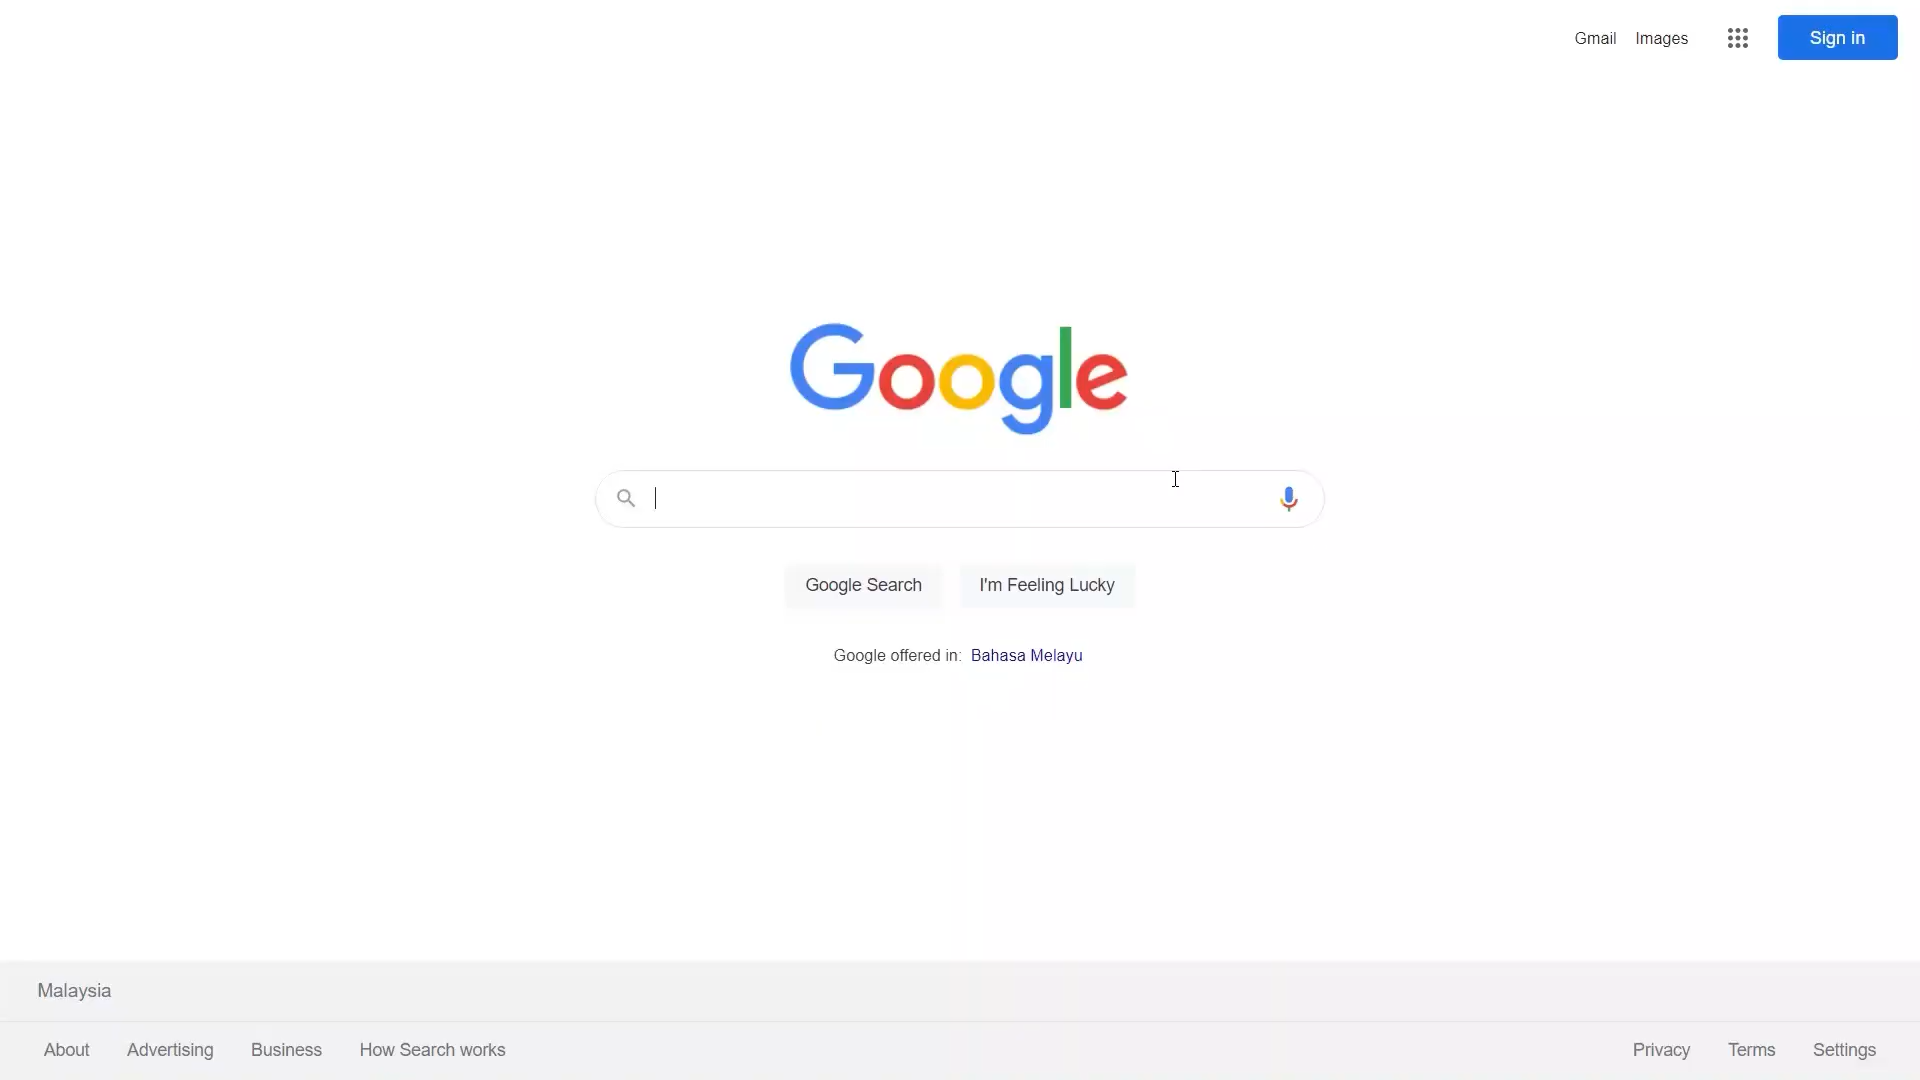 Gmail Images Sign in
Google
Google Search I'm Feeling Lucky
Google offered in: Bahasa Melayu
Malaysia
About Advertising Business How Search works Privacy Terms Settings